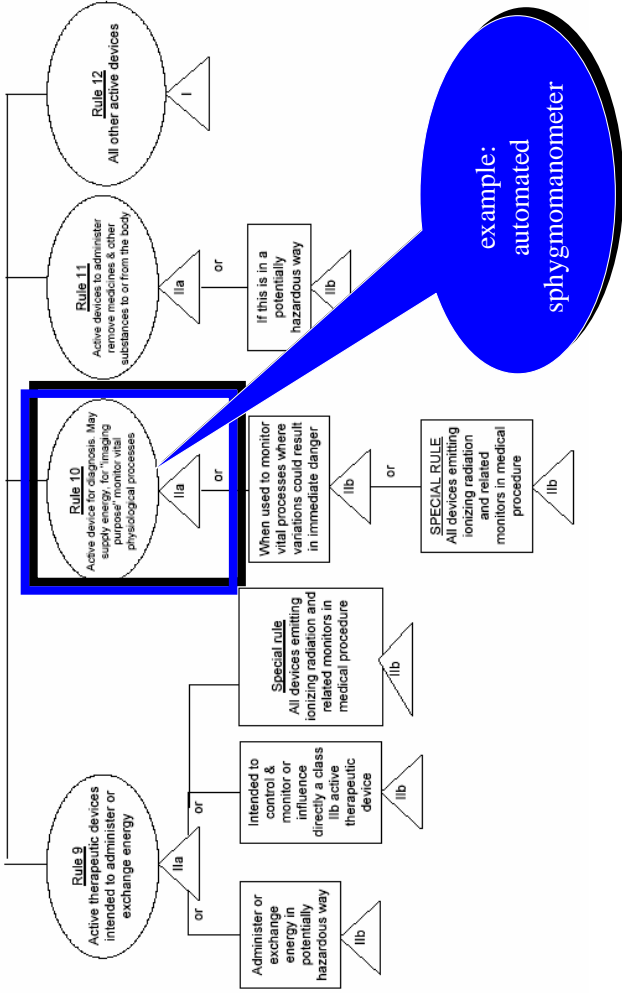 Rule 9
Active therapeutic devices
intended to administer or
exchange energy
IIa
or
or
Administer or
exchange
energy in
potentially
hazardous way
IIb
Intended to
control &
monitor or
influence
directly a class
IIb active
therapeutic
device
IIb
Special rule
All devices emitting
ionizing radiation and
related monitors in
medical procedure
IIb
Rule 10
Active device for diagnosis. May
supply energy, for "imaging
purpose" monitor vital
physiological processes
IIa
or
When used to monitor
vital processes where
variations could result
in immediate danger
IIb
or
SPECIAL RULE
All devices emitting
ionizing radiation
and related
monitors in medical
procedure
IIb
Rule 11
Active devices to administer
remove medicines & other
substances to or from the body
IIa
or
If this is in a
potentially
hazardous way
IIb
Rule 12
All other active devices
I
example:
automated
sphygmomanometer